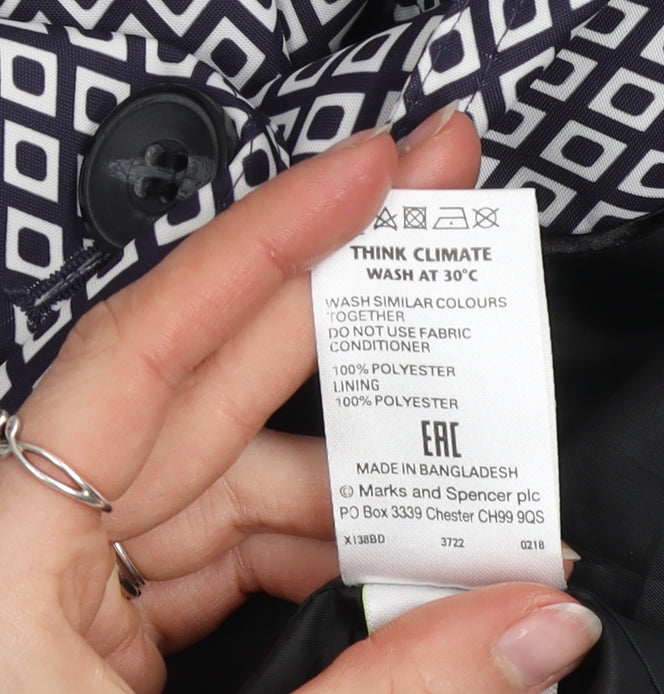 THINK CLIMATE
WASH AT 30°C
WASH SIMILAR COLOURS
TOGETHER
DO NOT USE FABRIC
CONDITIONER
100% POLYESTER
LINING
100% POLYESTER
EAC
MADE IN BANGLADESH
© Marks and Spencer plc
PO Box 3339 Chester CH99 9QS
X138BD 3722 0218